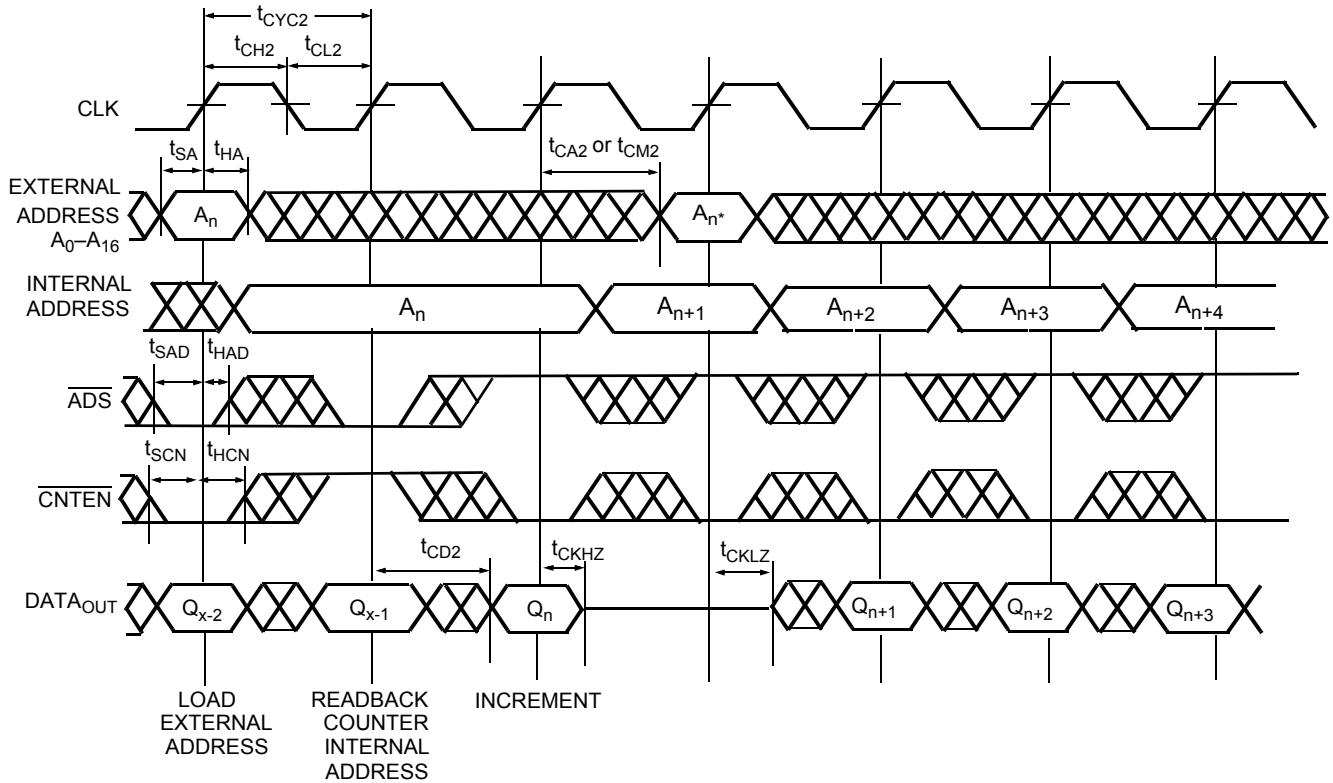 tCYC2
tCH2
tCL2
CLK
tSA
tHA
tCA2 or tCM2
EXTERNAL
ADDRESS
A0–A16
An
An*
INTERNAL
ADDRESS
An
An+1
An+2
An+3
An+4
tSAD
tHAD
ADS
tSCN
tHCN
CNTEN
tCD2
tCKHZ
tCKLZ
DATAOUT
Qx-2
Qx-1
Qn
Qn+1
Qn+2
Qn+3
LOAD
EXTERNAL
ADDRESS
READBACK
COUNTER
INTERNAL
ADDRESS
INCREMENT